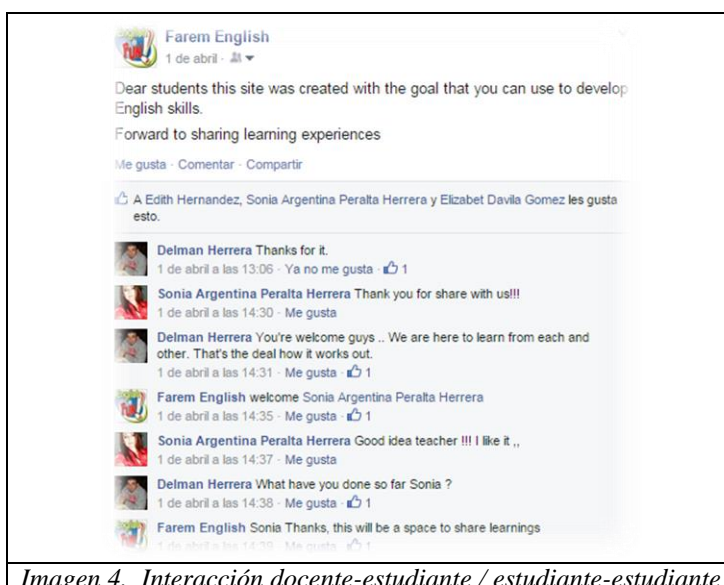 Farem English
1 de abril
Dear students this site was created with the goal that you can use to develop
English skills.
Forward to sharing learning experiences
Me gusta · Comentar · Compartir
A Edith Hernandez, Sonia Argentina Peralta Herrera y Elizabet Davila Gomez les gusta
esto.
Delman Herrera Thanks for it.
1 de abril a las 13:06 · Ya no me gusta · 1
Sonia Argentina Peralta Herrera Thank you for share with us!!!
1 de abril a las 14:30 · Me gusta
Delman Herrera You're welcome guys .. We are here to learn from each and
other. That's the deal how it works out.
1 de abril a las 14:31 · Me gusta · 1
Farem English welcome Sonia Argentina Peralta Herrera
1 de abril a las 14:35 · Me gusta · 1
Sonia Argentina Peralta Herrera Good idea teacher !!! I like it ,,
1 de abril a las 14:37 · Me gusta
Delman Herrera What have you done so far Sonia ?
1 de abril a las 14:38 · Me gusta · 1
Farem English Sonia Thanks, this will be a space to share learnings
1 de abril a las 14:39 · Me gusta · 1
Imagen 4. Interacción docente-estudiante / estudiante-estudiante